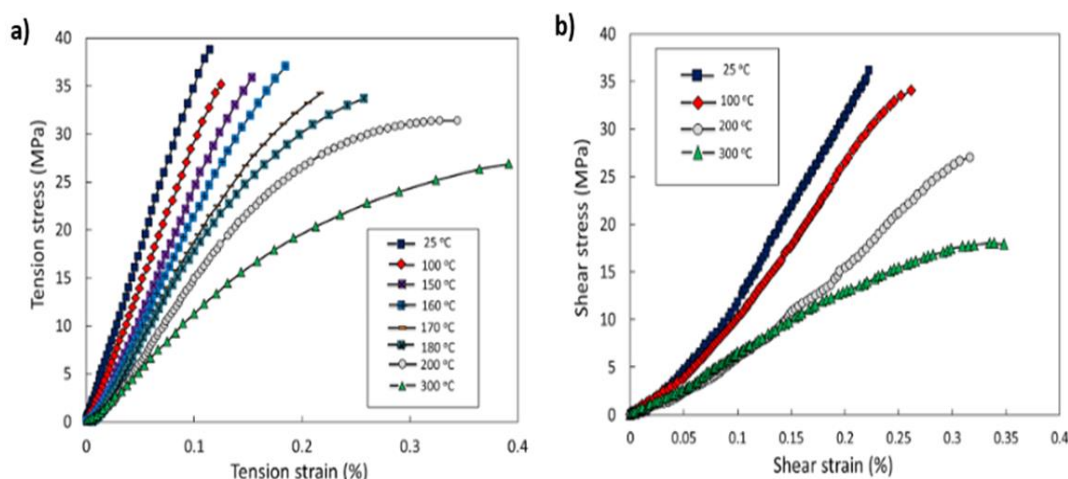 a)
40
35
30
25
20
15
10
5
0
Tension stress (MPa)
0
0.1
0.2
0.3
0.4
Tension strain (%)
25 ºC
100 ºC
150 ºC
160 ºC
170 ºC
180 ºC
200 ºC
300 ºC
b)
40
35
30
25
20
15
10
5
0
Shear stress (MPa)
0
0.05
0.1
0.15
0.2
0.25
0.3
0.35
0.4
Shear strain (%)
25 ºC
100 ºC
200 ºC
300 ºC